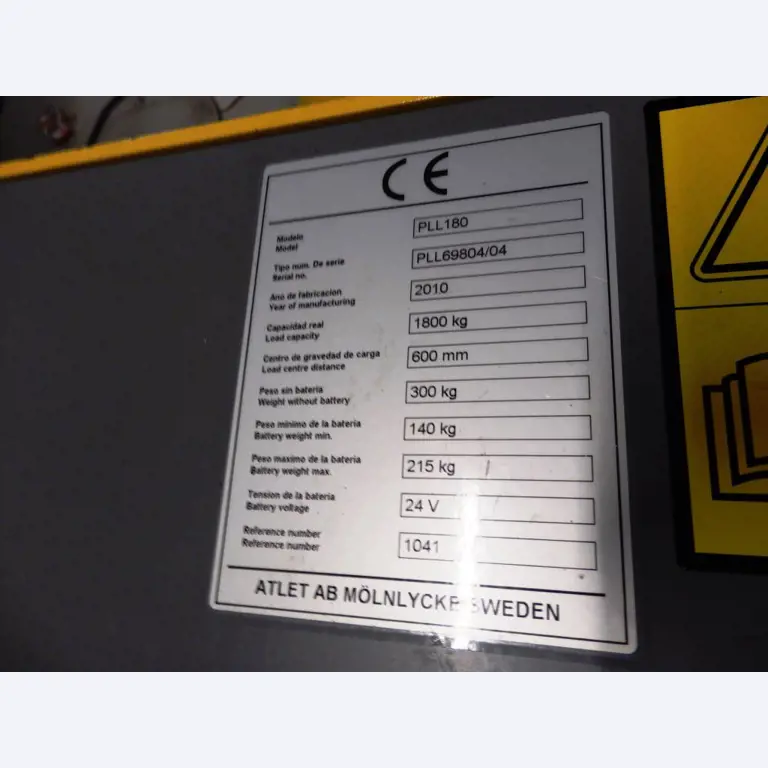 CE
Modelo
Model
PLL180
Tipo num. De serie
Serial no.
PLL69804/04
Ano de fabricacion
Year of manufacturing
2010
Capacidad real
Load capacity
1800 kg
Centro de gravedad de carga
Load centre distance
600 mm
Peso sin bateria
Weight without battery
300 kg
Peso minimo de la bateria
Battery weight min.
140 kg
Peso maximo de la bateria
Battery weight max.
215 kg
Tension de la bateria
Battery voltage
24 V
Reference number
Reference number
1041
ATLET AB MÖLNLYCKE SWEDEN